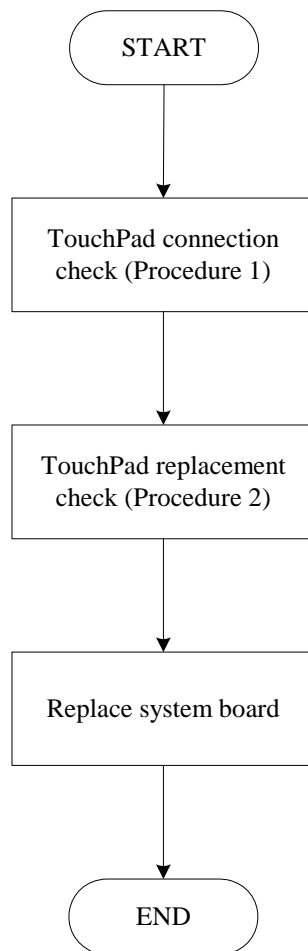 START
TouchPad connection
check (Procedure 1)
TouchPad replacement
check (Procedure 2)
Replace system board
END